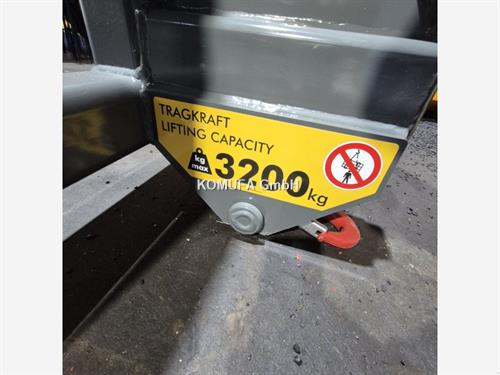 TRAGKRAFT
LIFTING CAPACITY
kg
max
3200 kg
KOMUFA GmbH